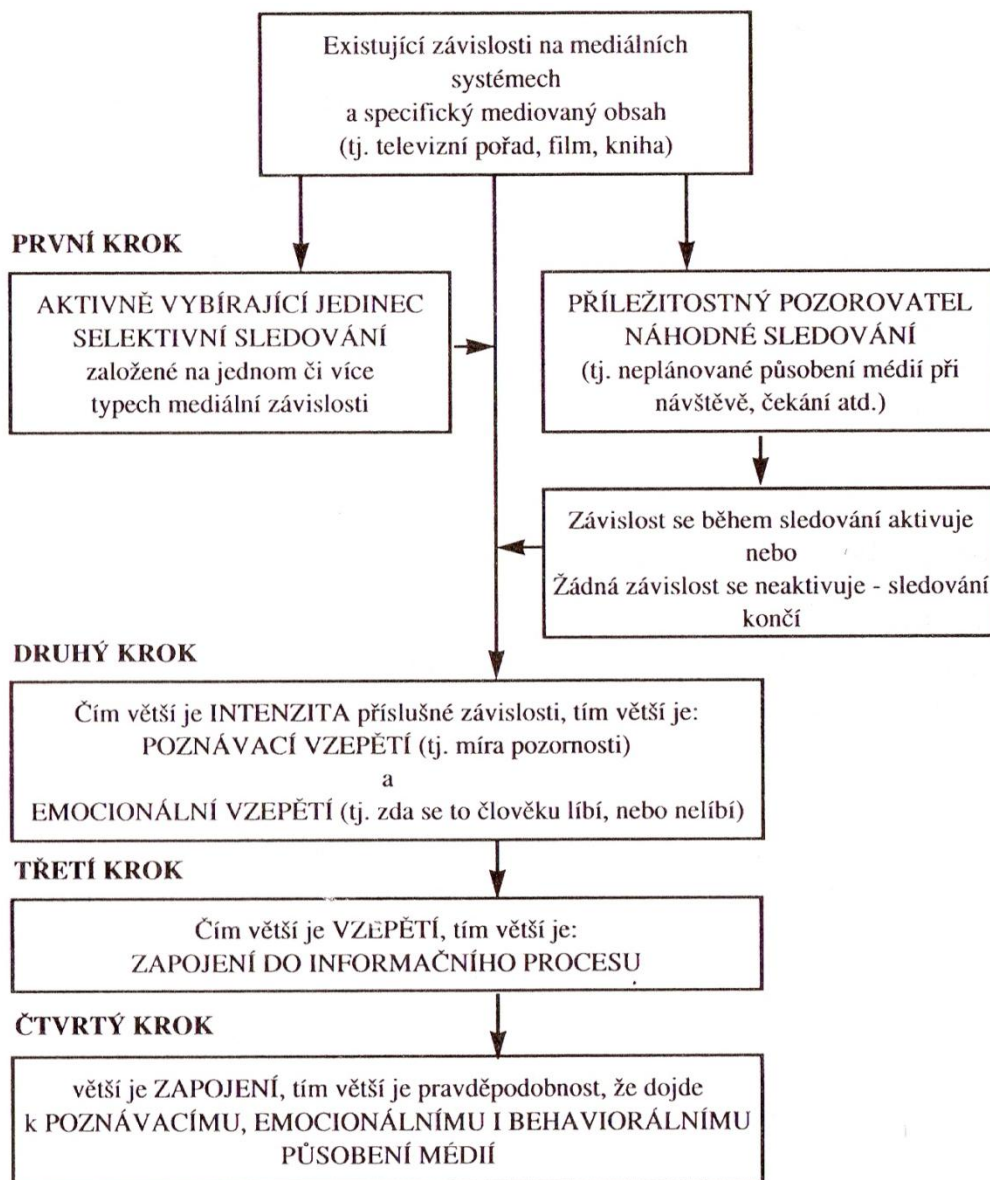 Existující závislosti na mediálních
systémech
a specifický mediovaný obsah
(tj. televizní pořad, film, kniha)
PRVNÍ KROK
AKTIVNĚ VYBÍRAJÍCÍ JEDINEC
SELEKTIVNÍ SLEDOVÁNÍ
založené na jednom či více
typech mediální závislosti
PŘÍLEŽITOSTNÝ POZOROVATEL
NÁHODNÉ SLEDOVÁNÍ
(tj. neplánované působení médií při
návštěvě, čekání atd.)
Závislost se během sledování aktivuje
nebo
Žádná závislost se neaktivuje - sledování
končí
DRUHÝ KROK
Čím větší je INTENZITA příslušné závislosti, tím větší je:
POZNÁVACÍ VZEPĚTÍ (tj. míra pozornosti)
a
EMOCIONÁLNÍ VZEPĚTÍ (tj. zda se to člověku líbí, nebo nelíbí)
TŘETÍ KROK
Čím větší je VZEPĚTÍ, tím větší je:
ZAPOJENÍ DO INFORMAČNÍHO PROCESU
ČTVRTÝ KROK
větší je ZAPOJENÍ, tím větší je pravděpodobnost, že dojde
k POZNÁVACÍMU, EMOCIONÁLNÍMU I BEHAVIORÁLNÍMU
PŮSOBENÍ MÉDIÍ